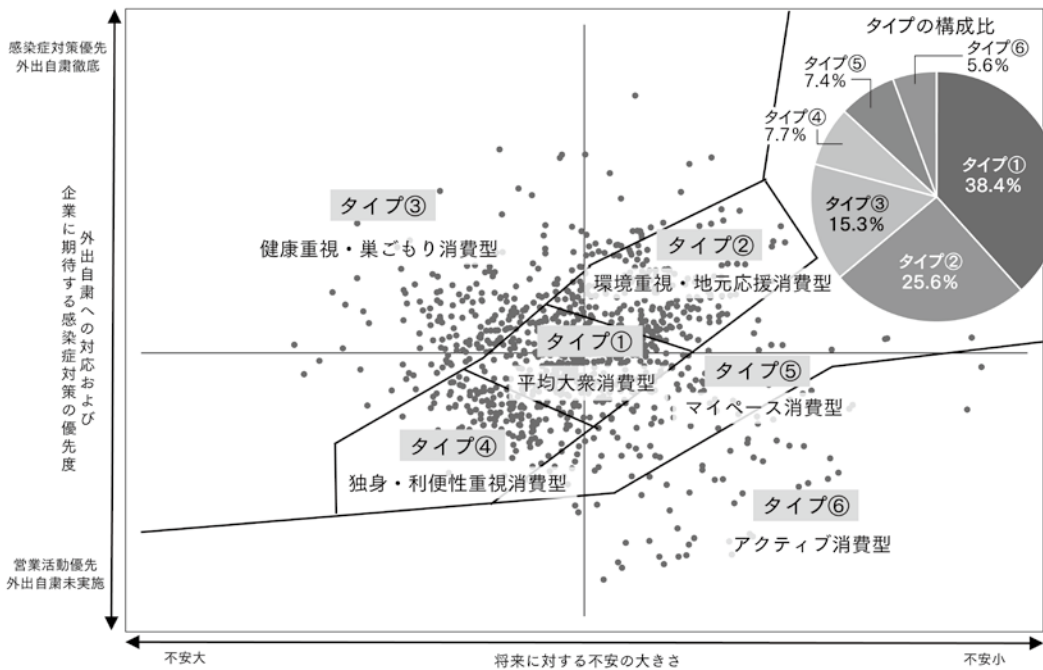 感染症対策優先
外出自粛徹底
外出自粛への対応および
企業に期待する感染症対策の優先度
営業活動優先
外出自粛未実施
不安大
将来に対する不安の大きさ
不安小
タイプ③
健康重視・巣ごもり消費型
タイプ②
環境重視・地元応援消費型
タイプ①
平均大衆消費型
タイプ⑤
マイペース消費型
タイプ④
独身・利便性重視消費型
タイプ⑥
アクティブ消費型
タイプの構成比
タイプ⑥
5.6%
タイプ⑤
7.4%
タイプ④
7.7%
タイプ③
15.3%
タイプ②
25.6%
タイプ①
38.4%